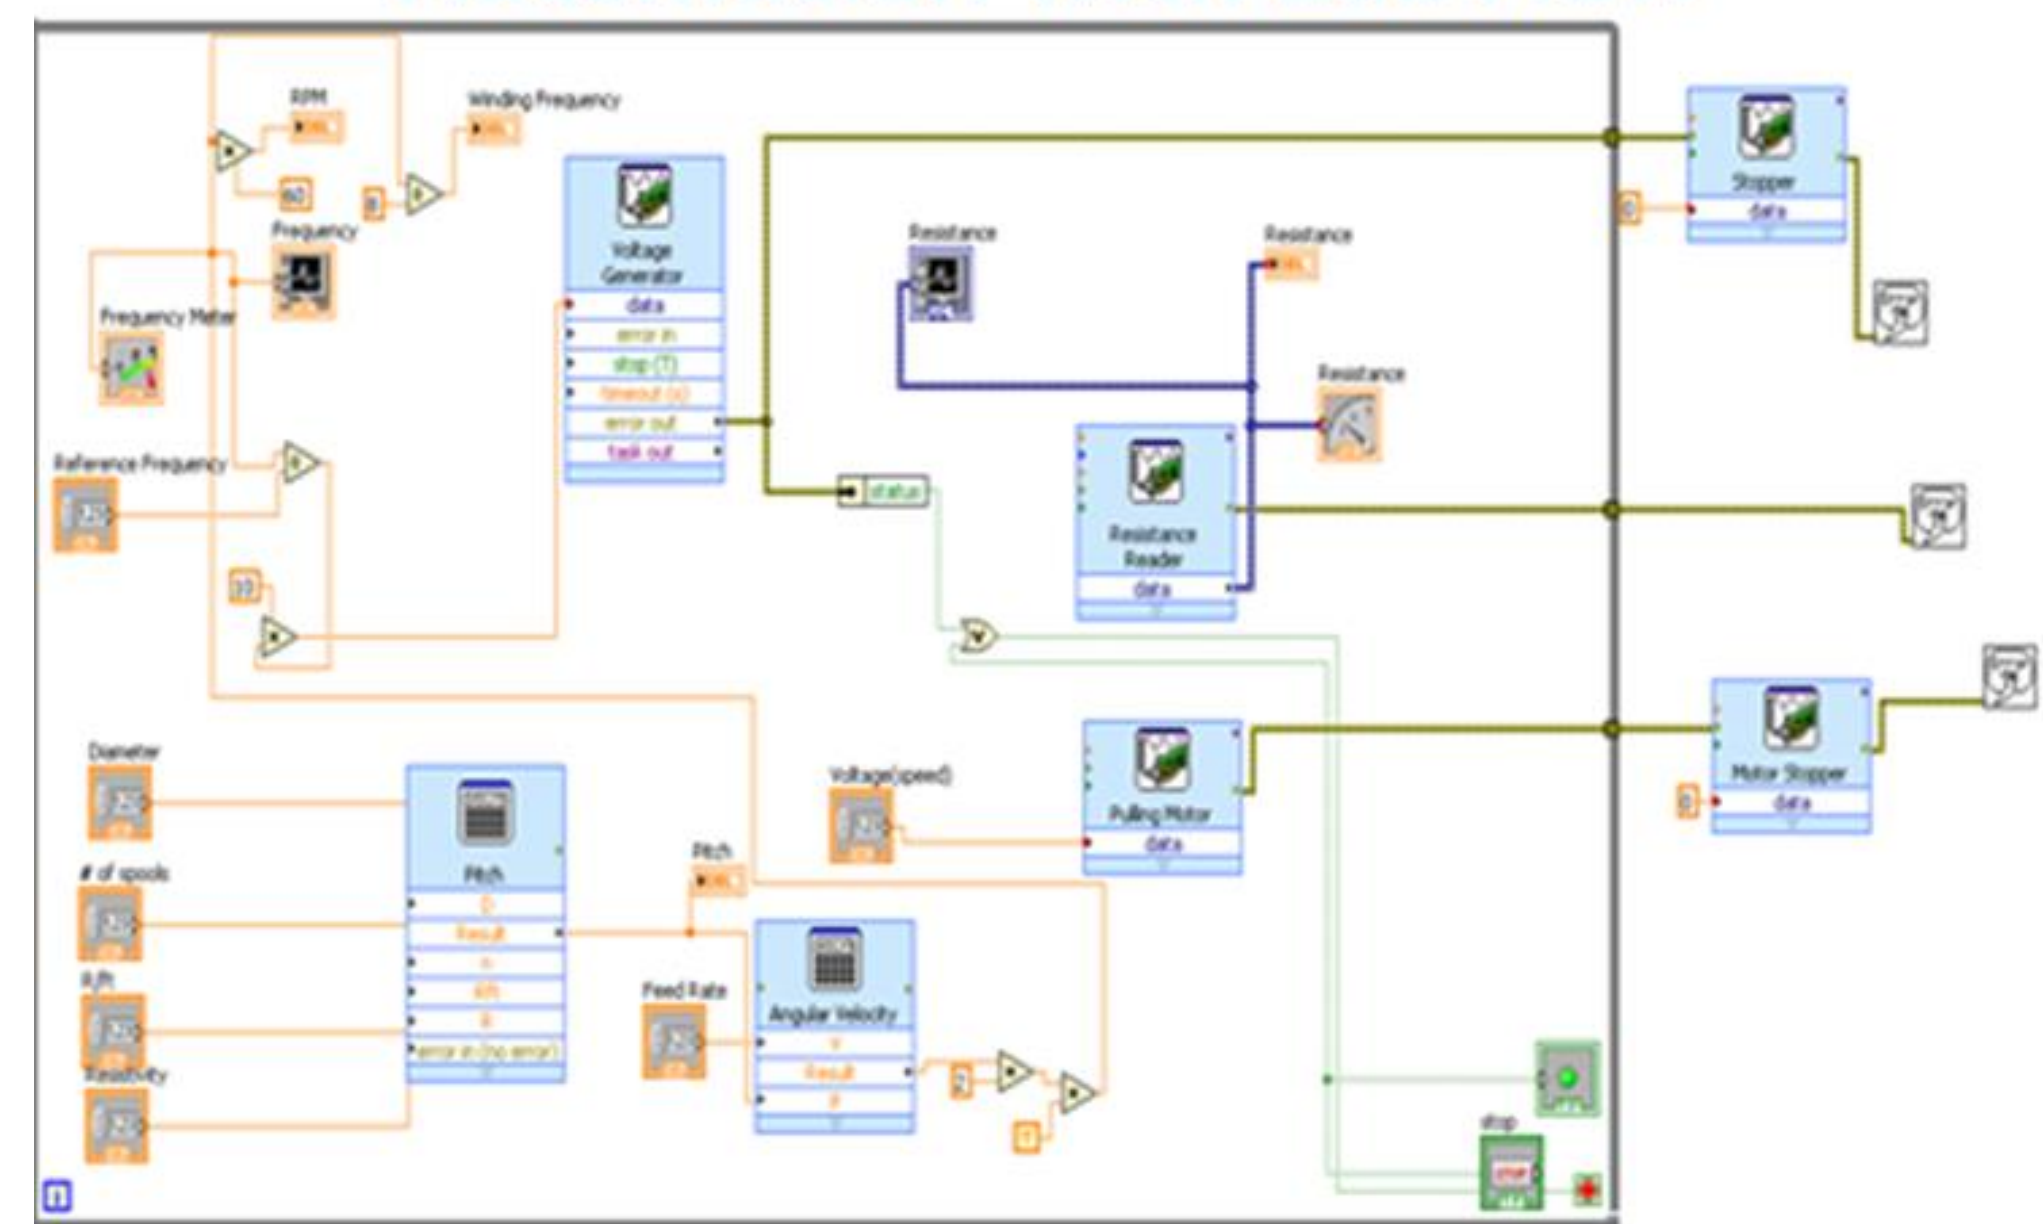 RPM
Winding Frequency
60
8
Frequency
Frequency Meter
Reference Frequency
10
Voltage
Generator
data
error in
stop (T)
timeout (s)
error out
task out
status
Resistance
Resistance
Resistance
Resistance
Reader
data
Stopper
data
0
Diameter
# of spools
R/ft
Resistivity
Pitch
D
Result
error in (no error)
Pitch
Feed Rate
Angular Velocity
Result
2
Voltage(speed)
Pulling Motor
data
Motor Stopper
data
0
stop
STOP
i